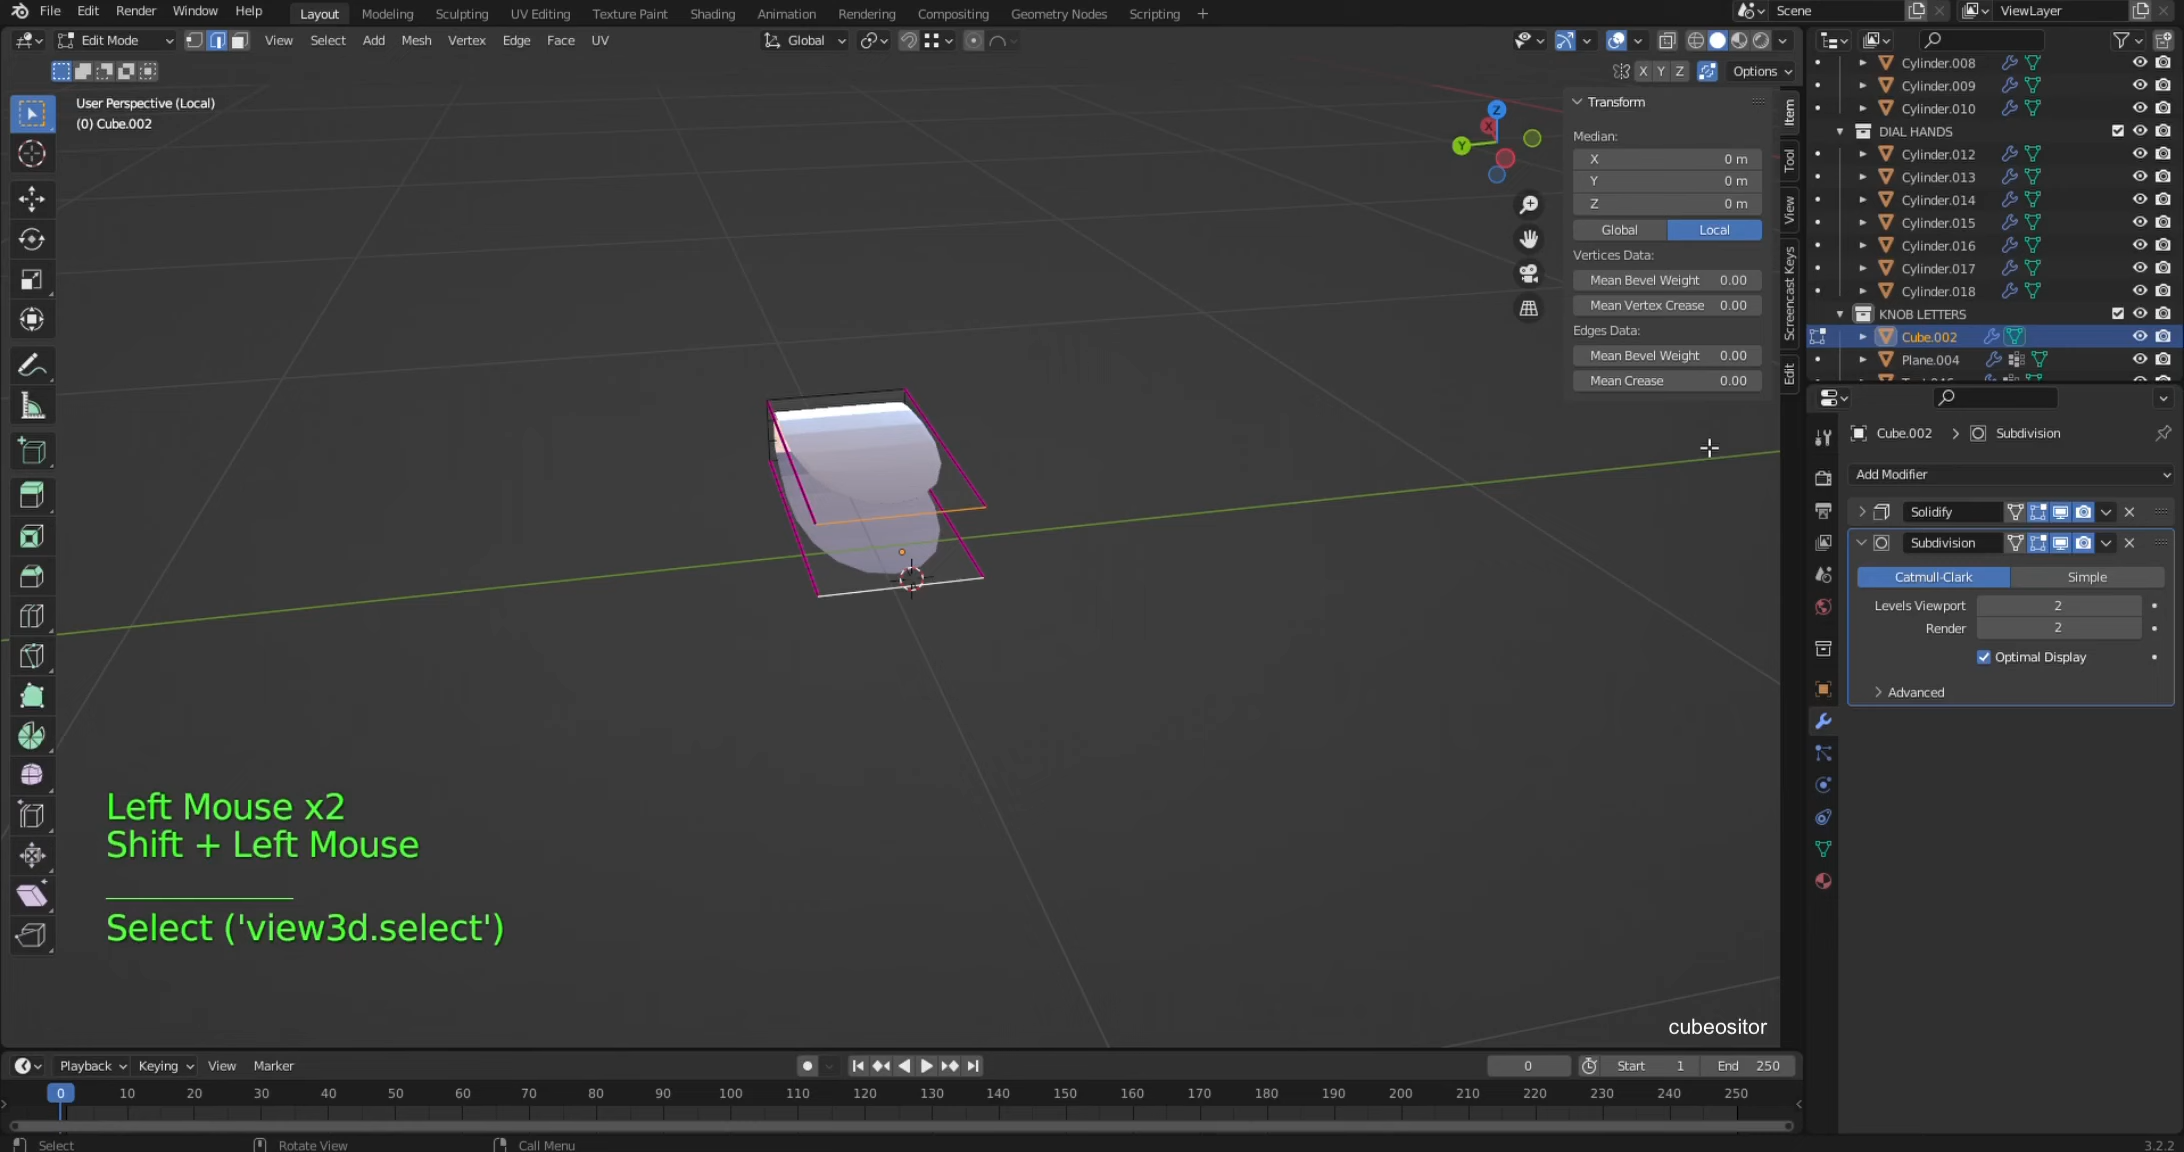 File Edit Render Window Help Layout Modeling Sculpting UV Editing Texture Paint Shading Animation Rendering Compositing Geometry Nodes Scripting + Scene ViewLayer
Edit Mode View Select Add Mesh Vertex Edge Face UV Global
X Y Z Options
User Perspective (Local)
(0) Cube.002
Transform
Median:
X 0 m
Y 0 m
Z 0 m
Global Local
Vertices Data:
Mean Bevel Weight 0.00
Mean Vertex Crease 0.00
Edges Data:
Mean Bevel Weight 0.00
Mean Crease 0.00
Item
Tool
View
Screencast Keys
Edit
Z
X
Y
Cylinder.008
Cylinder.009
Cylinder.010
DIAL HANDS
Cylinder.012
Cylinder.013
Cylinder.014
Cylinder.015
Cylinder.016
Cylinder.017
Cylinder.018
KNOB LETTERS
Cube.002
Plane.004
Cube.002 > Subdivision
Add Modifier
Solidify
Subdivision
Catmull-Clark Simple
Levels Viewport 2
Render 2
Optimal Display
Advanced
Left Mouse x2
Shift + Left Mouse
Select ('view3d.select')
cubeositor
Playback Keying View Marker 0 Start 1 End 250
0 10 20 30 40 50 60 70 80 90 100 110 120 130 140 150 160 170 180 190 200 210 220 230 240 250
Select Rotate View Call Menu 3.2.2